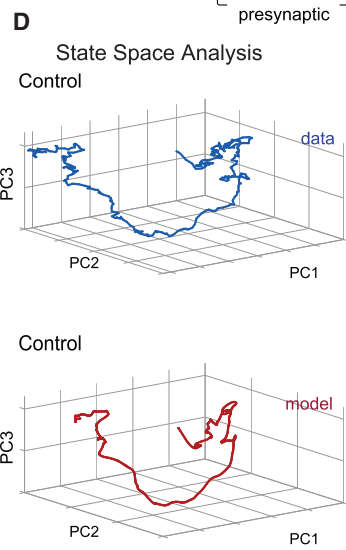 presynaptic
D
State Space Analysis
Control
data
PC3
PC2
PC1
Control
model
PC3
PC2
PC1